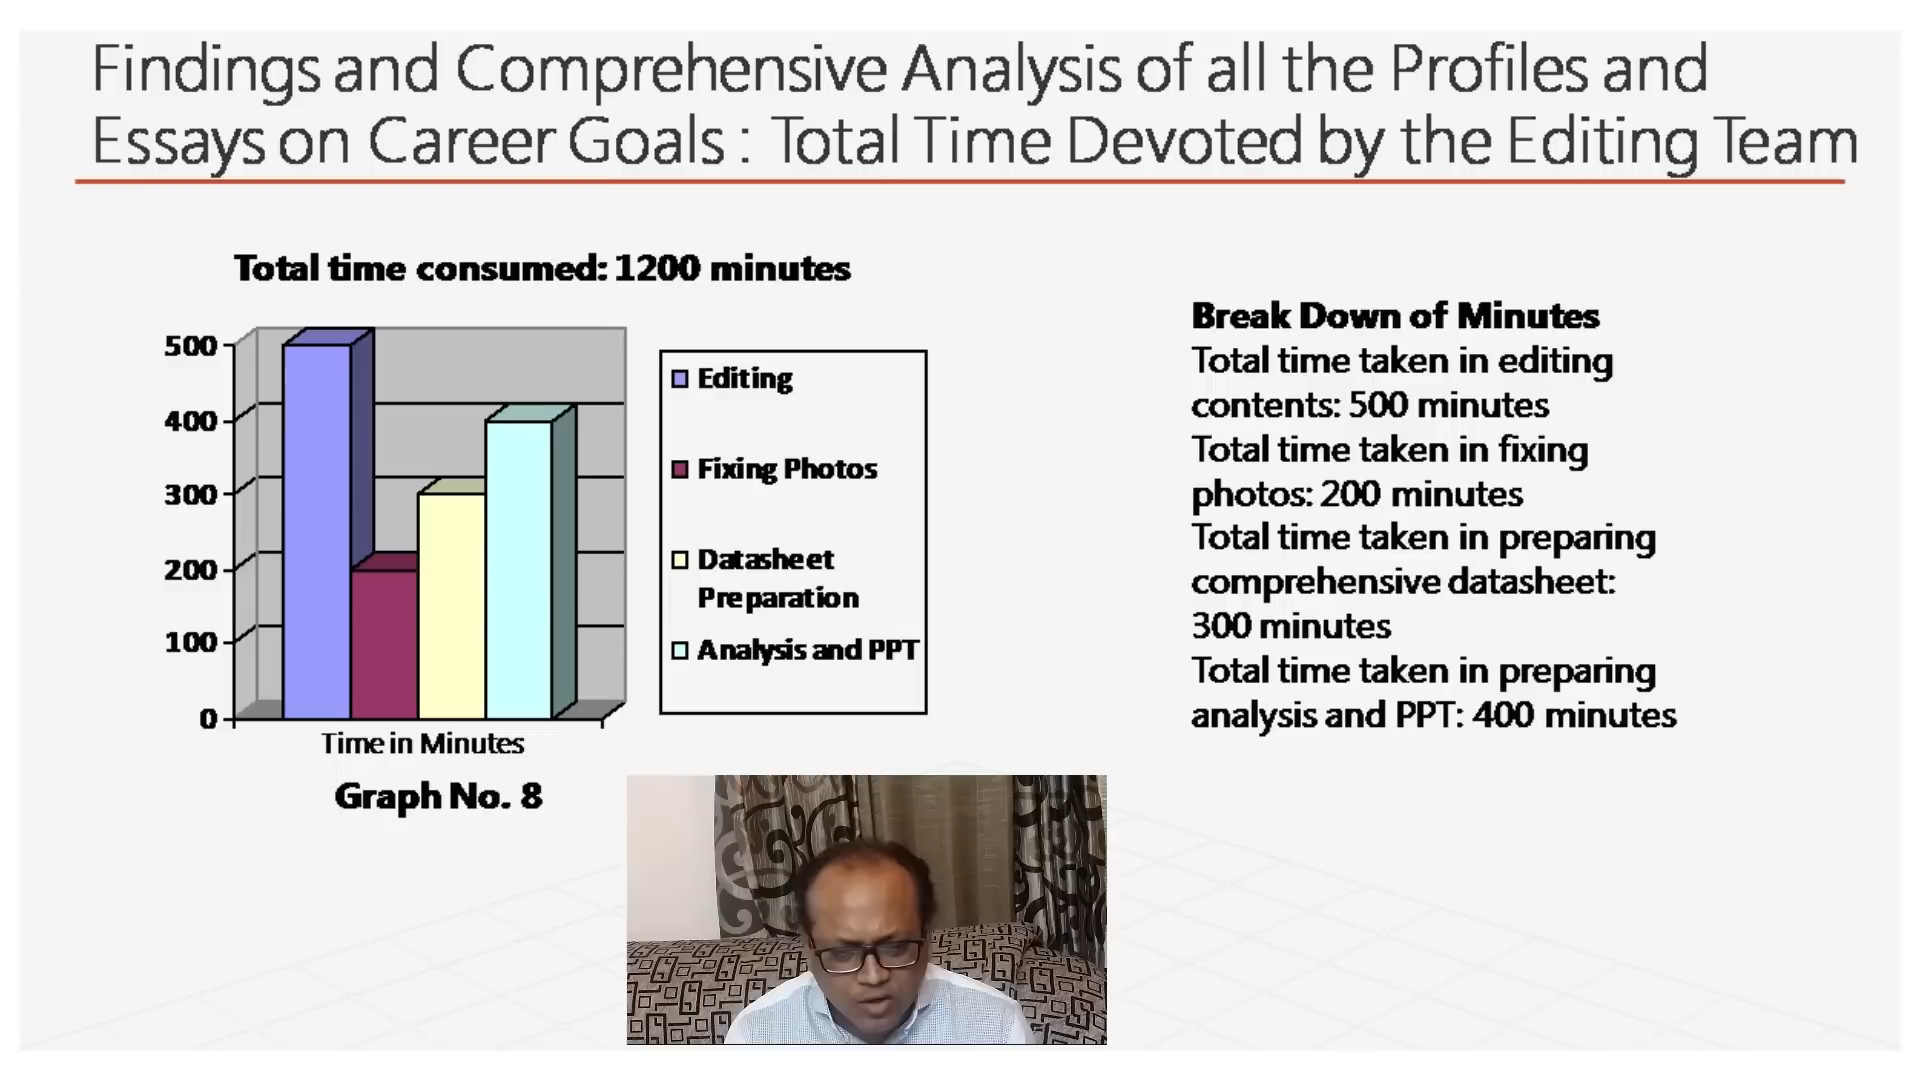 Findings and Comprehensive Analysis of all the Profiles and
Essays on Career Goals : Total Time Devoted by the Editing Team
Total time consumed: 1200 minutes
500
400
300
200
100
0
Time in Minutes
Graph No. 8
Editing
Fixing Photos
Datasheet
Preparation
Analysis and PPT
Break Down of Minutes
Total time taken in editing
contents: 500 minutes
Total time taken in fixing
photos: 200 minutes
Total time taken in preparing
comprehensive datasheet:
300 minutes
Total time taken in preparing
analysis and PPT: 400 minutes